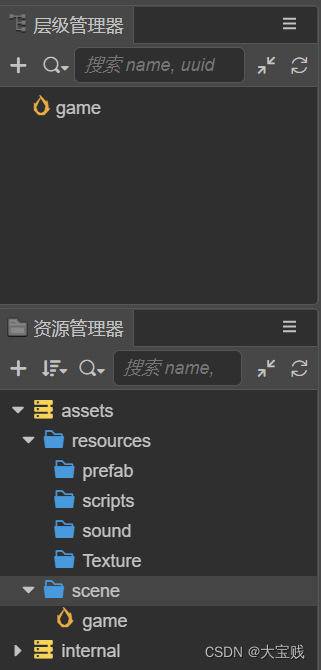 层级管理器
搜索 name, uuid
game
资源管理器
搜索 name,
assets
resources
prefab
scripts
sound
Texture
scene
game
internal
CSDN @大宝贱